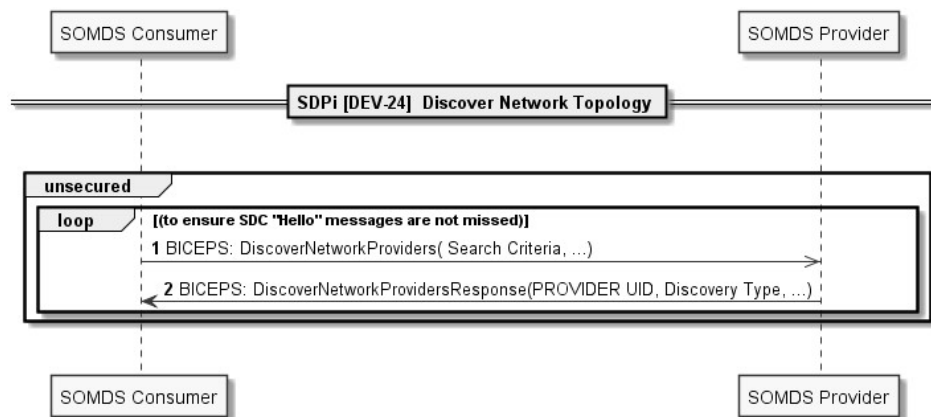 SOMDS Consumer SOMDS Provider
SDPi [DEV-24] Discover Network Topology
unsecured
loop [(to ensure SDC "Hello" messages are not missed)]
1 BICEPS: DiscoverNetworkProviders( Search Criteria, ...)
2 BICEPS: DiscoverNetworkProvidersResponse(PROVIDER UID, Discovery Type, ...)
SOMDS Consumer SOMDS Provider